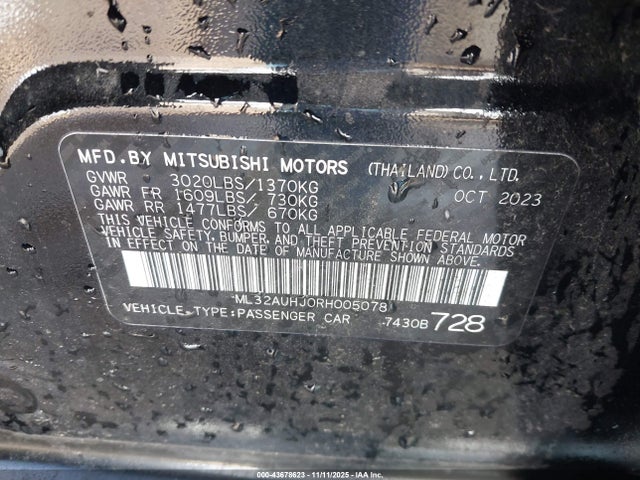 MFD.BY MITSUBISHI MOTORS (THAILAND) CO., LTD.
GVWR 3020LBS/1370KG OCT 2023
GAWR FR 1609LBS/ 730KG
GAWR RR 1477LBS/ 670KG
THIS VEHICLE CONFORMS TO ALL APPLICABLE FEDERAL MOTOR
VEHICLE SAFETY, BUMPER, AND THEFT PREVENTION STANDARDS
IN EFFECT ON THE DATE OF MANUFACTURE SHOWN ABOVE.
ML32AUHJ0RH005078
VEHICLE-TYPE:PASSENGER CAR 7430B 728
000-43678623 - 11/11/2025 - IAA Inc.